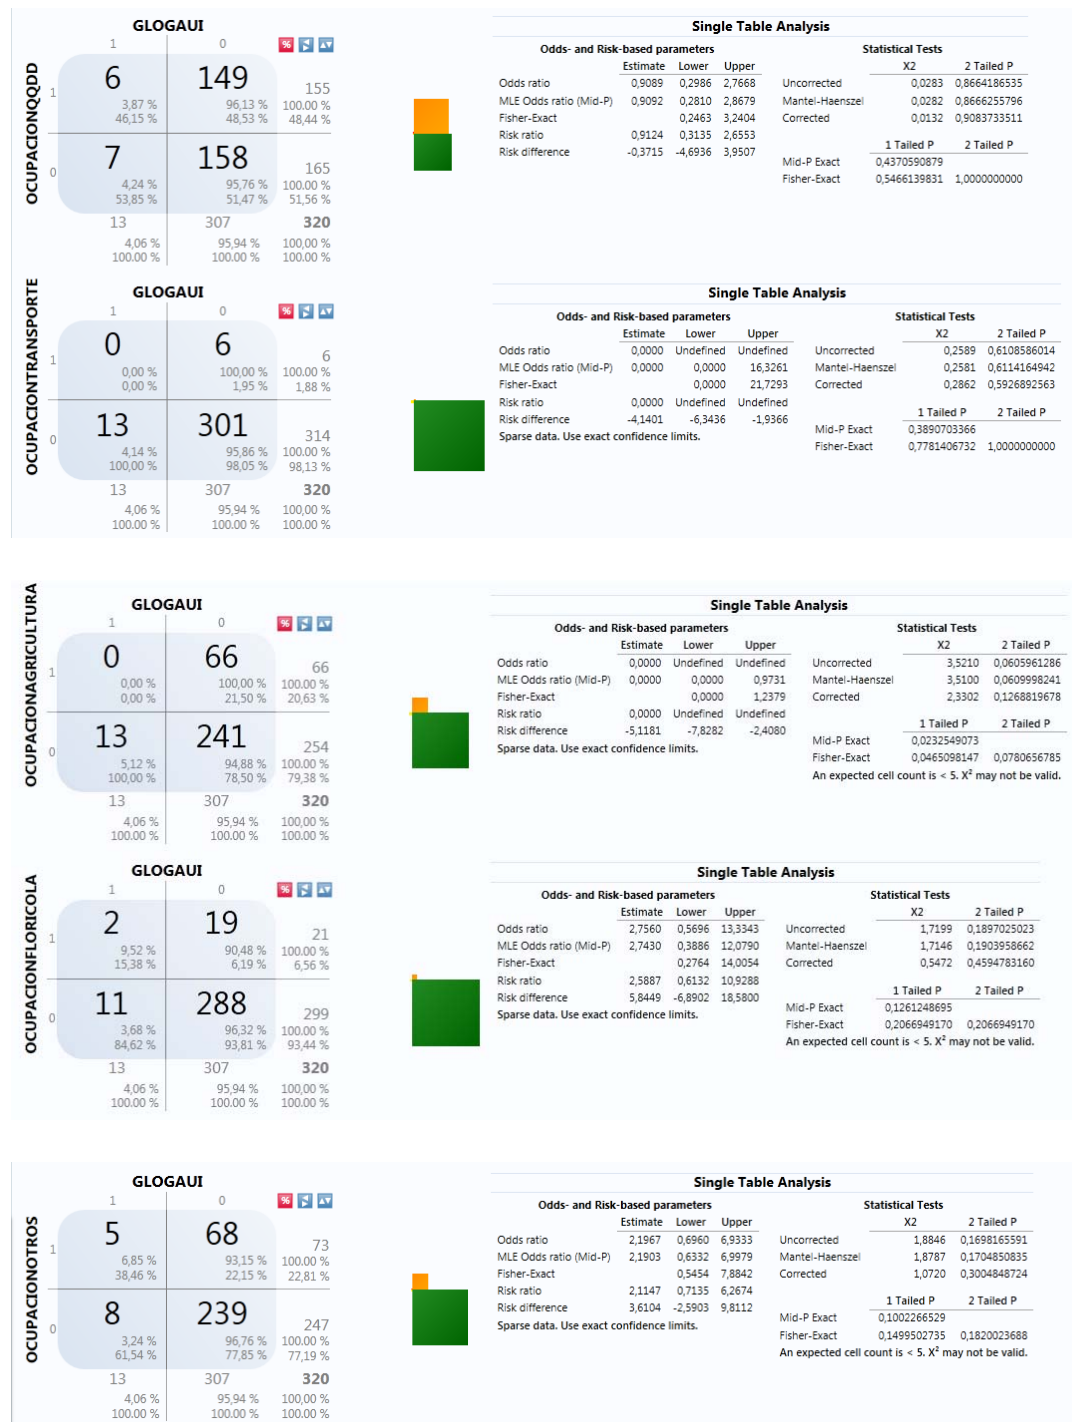 GLOGAUI
1 0
OCUPACIONQQDD
1 6 149 155
3,87 % 96,13 % 100.00 %
46,15 % 48,53 % 48,44 %
0 7 158 165
4,24 % 95,76 % 100.00 %
53,85 % 51,47 % 51,56 %
13 307 320
4,06 % 95,94 % 100,00 %
100.00 % 100.00 % 100.00 %
Single Table Analysis
Odds- and Risk-based parameters
Estimate Lower Upper
Odds ratio 0,9089 0,2986 2,7668
MLE Odds ratio (Mid-P) 0,9092 0,2810 2,8679
Fisher-Exact 0,2463 3,2404
Risk ratio 0,9124 0,3135 2,6553
Risk difference -0,3715 -4,6936 3,9507
Statistical Tests
X2 2 Tailed P
Uncorrected 0,0283 0,8664186535
Mantel-Haenszel 0,0282 0,8666255796
Corrected 0,0132 0,9083733511
1 Tailed P 2 Tailed P
Mid-P Exact 0,4370590879
Fisher-Exact 0,5466139831 1,0000000000
GLOGAUI
1 0
OCUPACIONTRANSPORTE
1 0 6 6
0,00 % 100,00 % 100.00 %
0,00 % 1,95 % 1,88 %
0 13 301 314
4,14 % 95,86 % 100.00 %
100,00 % 98,05 % 98,13 %
13 307 320
4,06 % 95,94 % 100,00 %
100.00 % 100.00 % 100.00 %
Single Table Analysis
Odds- and Risk-based parameters
Estimate Lower Upper
Odds ratio 0,0000 Undefined Undefined
MLE Odds ratio (Mid-P) 0,0000 0,0000 16,3261
Fisher-Exact 0,0000 21,7293
Risk ratio 0,0000 Undefined Undefined
Risk difference -4,1401 -6,3436 -1,9366
Sparse data. Use exact confidence limits.
Statistical Tests
X2 2 Tailed P
Uncorrected 0,2589 0,6108586014
Mantel-Haenszel 0,2581 0,6114164942
Corrected 0,2862 0,5926892563
1 Tailed P 2 Tailed P
Mid-P Exact 0,3890703366
Fisher-Exact 0,7781406732 1,0000000000
GLOGAUI
1 0
OCUPACIONAGRICULTURA
1 0 66 66
0,00 % 100,00 % 100.00 %
0,00 % 21,50 % 20,63 %
0 13 241 254
5,12 % 94,88 % 100.00 %
100,00 % 78,50 % 79,38 %
13 307 320
4,06 % 95,94 % 100,00 %
100.00 % 100.00 % 100.00 %
Single Table Analysis
Odds- and Risk-based parameters
Estimate Lower Upper
Odds ratio 0,0000 Undefined Undefined
MLE Odds ratio (Mid-P) 0,0000 0,0000 0,9731
Fisher-Exact 0,0000 1,2379
Risk ratio 0,0000 Undefined Undefined
Risk difference -5,1181 -7,8282 -2,4080
Sparse data. Use exact confidence limits.
Statistical Tests
X2 2 Tailed P
Uncorrected 3,5210 0,0605961286
Mantel-Haenszel 3,5100 0,0609998241
Corrected 2,3302 0,1268819678
1 Tailed P 2 Tailed P
Mid-P Exact 0,0232549073
Fisher-Exact 0,0465098147 0,0780656785
An expected cell count is < 5. X² may not be valid.
GLOGAUI
1 0
OCUPACIONFLORICOLA
1 2 19 21
9,52 % 90,48 % 100.00 %
15,38 % 6,19 % 6,56 %
0 11 288 299
3,68 % 96,32 % 100.00 %
84,62 % 93,81 % 93,44 %
13 307 320
4,06 % 95,94 % 100,00 %
100.00 % 100.00 % 100.00 %
Single Table Analysis
Odds- and Risk-based parameters
Estimate Lower Upper
Odds ratio 2,7560 0,5696 13,3343
MLE Odds ratio (Mid-P) 2,7430 0,3886 12,0790
Fisher-Exact 0,2764 14,0054
Risk ratio 2,5887 0,6132 10,9288
Risk difference 5,8449 -6,8902 18,5800
Sparse data. Use exact confidence limits.
Statistical Tests
X2 2 Tailed P
Uncorrected 1,7199 0,1897025023
Mantel-Haenszel 1,7146 0,1903958662
Corrected 0,5472 0,4594783160
1 Tailed P 2 Tailed P
Mid-P Exact 0,1261248695
Fisher-Exact 0,2066949170 0,2066949170
An expected cell count is < 5. X² may not be valid.
GLOGAUI
1 0
OCUPACIONOTROS
1 5 68 73
6,85 % 93,15 % 100.00 %
38,46 % 22,15 % 22,81 %
0 8 239 247
3,24 % 96,76 % 100.00 %
61,54 % 77,85 % 77,19 %
13 307 320
4,06 % 95,94 % 100,00 %
100.00 % 100.00 % 100.00 %
Single Table Analysis
Odds- and Risk-based parameters
Estimate Lower Upper
Odds ratio 2,1967 0,6960 6,9333
MLE Odds ratio (Mid-P) 2,1903 0,6332 6,9979
Fisher-Exact 0,5454 7,8842
Risk ratio 2,1147 0,7135 6,2674
Risk difference 3,6104 -2,5903 9,8112
Sparse data. Use exact confidence limits.
Statistical Tests
X2 2 Tailed P
Uncorrected 1,8846 0,1698165591
Mantel-Haenszel 1,8787 0,1704850835
Corrected 1,0720 0,3004848724
1 Tailed P 2 Tailed P
Mid-P Exact 0,1002266529
Fisher-Exact 0,1499502735 0,1820023688
An expected cell count is < 5. X² may not be valid.